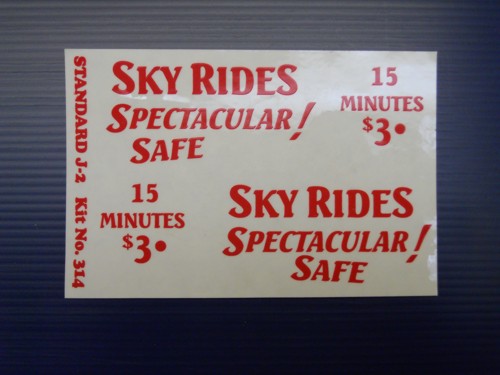 STANDARD J-2 Kit No. 314
SKY RIDES
SPECTACULAR!
SAFE
15
MINUTES
$3•
15
MINUTES
$3•
SKY RIDES
SPECTACULAR!
SAFE